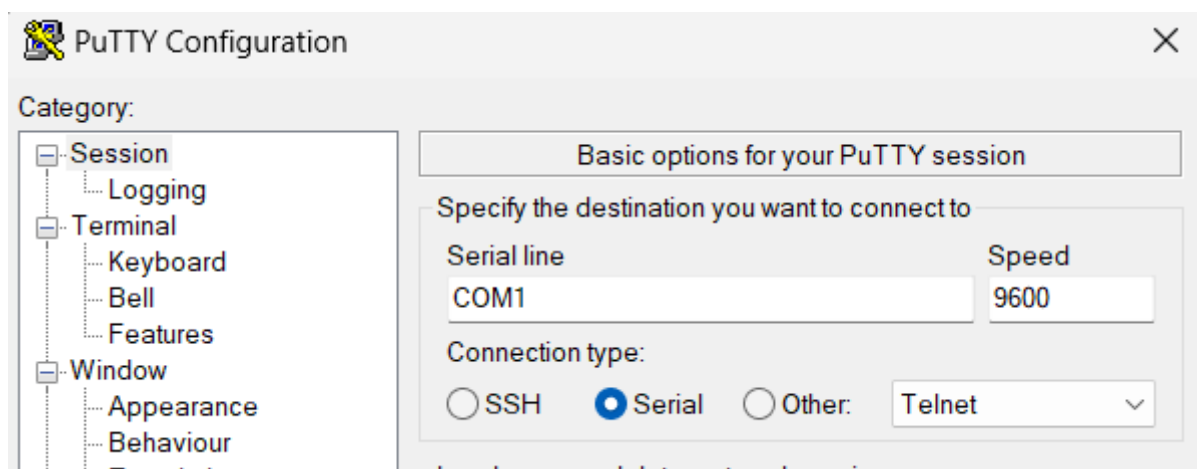 PuTTY Configuration
Category:
Session
Logging
Terminal
Keyboard
Bell
Features
Window
Appearance
Behaviour
Basic options for your PuTTY session
Specify the destination you want to connect to
Serial line Speed
COM1 9600
Connection type:
SSH Serial Other: Telnet